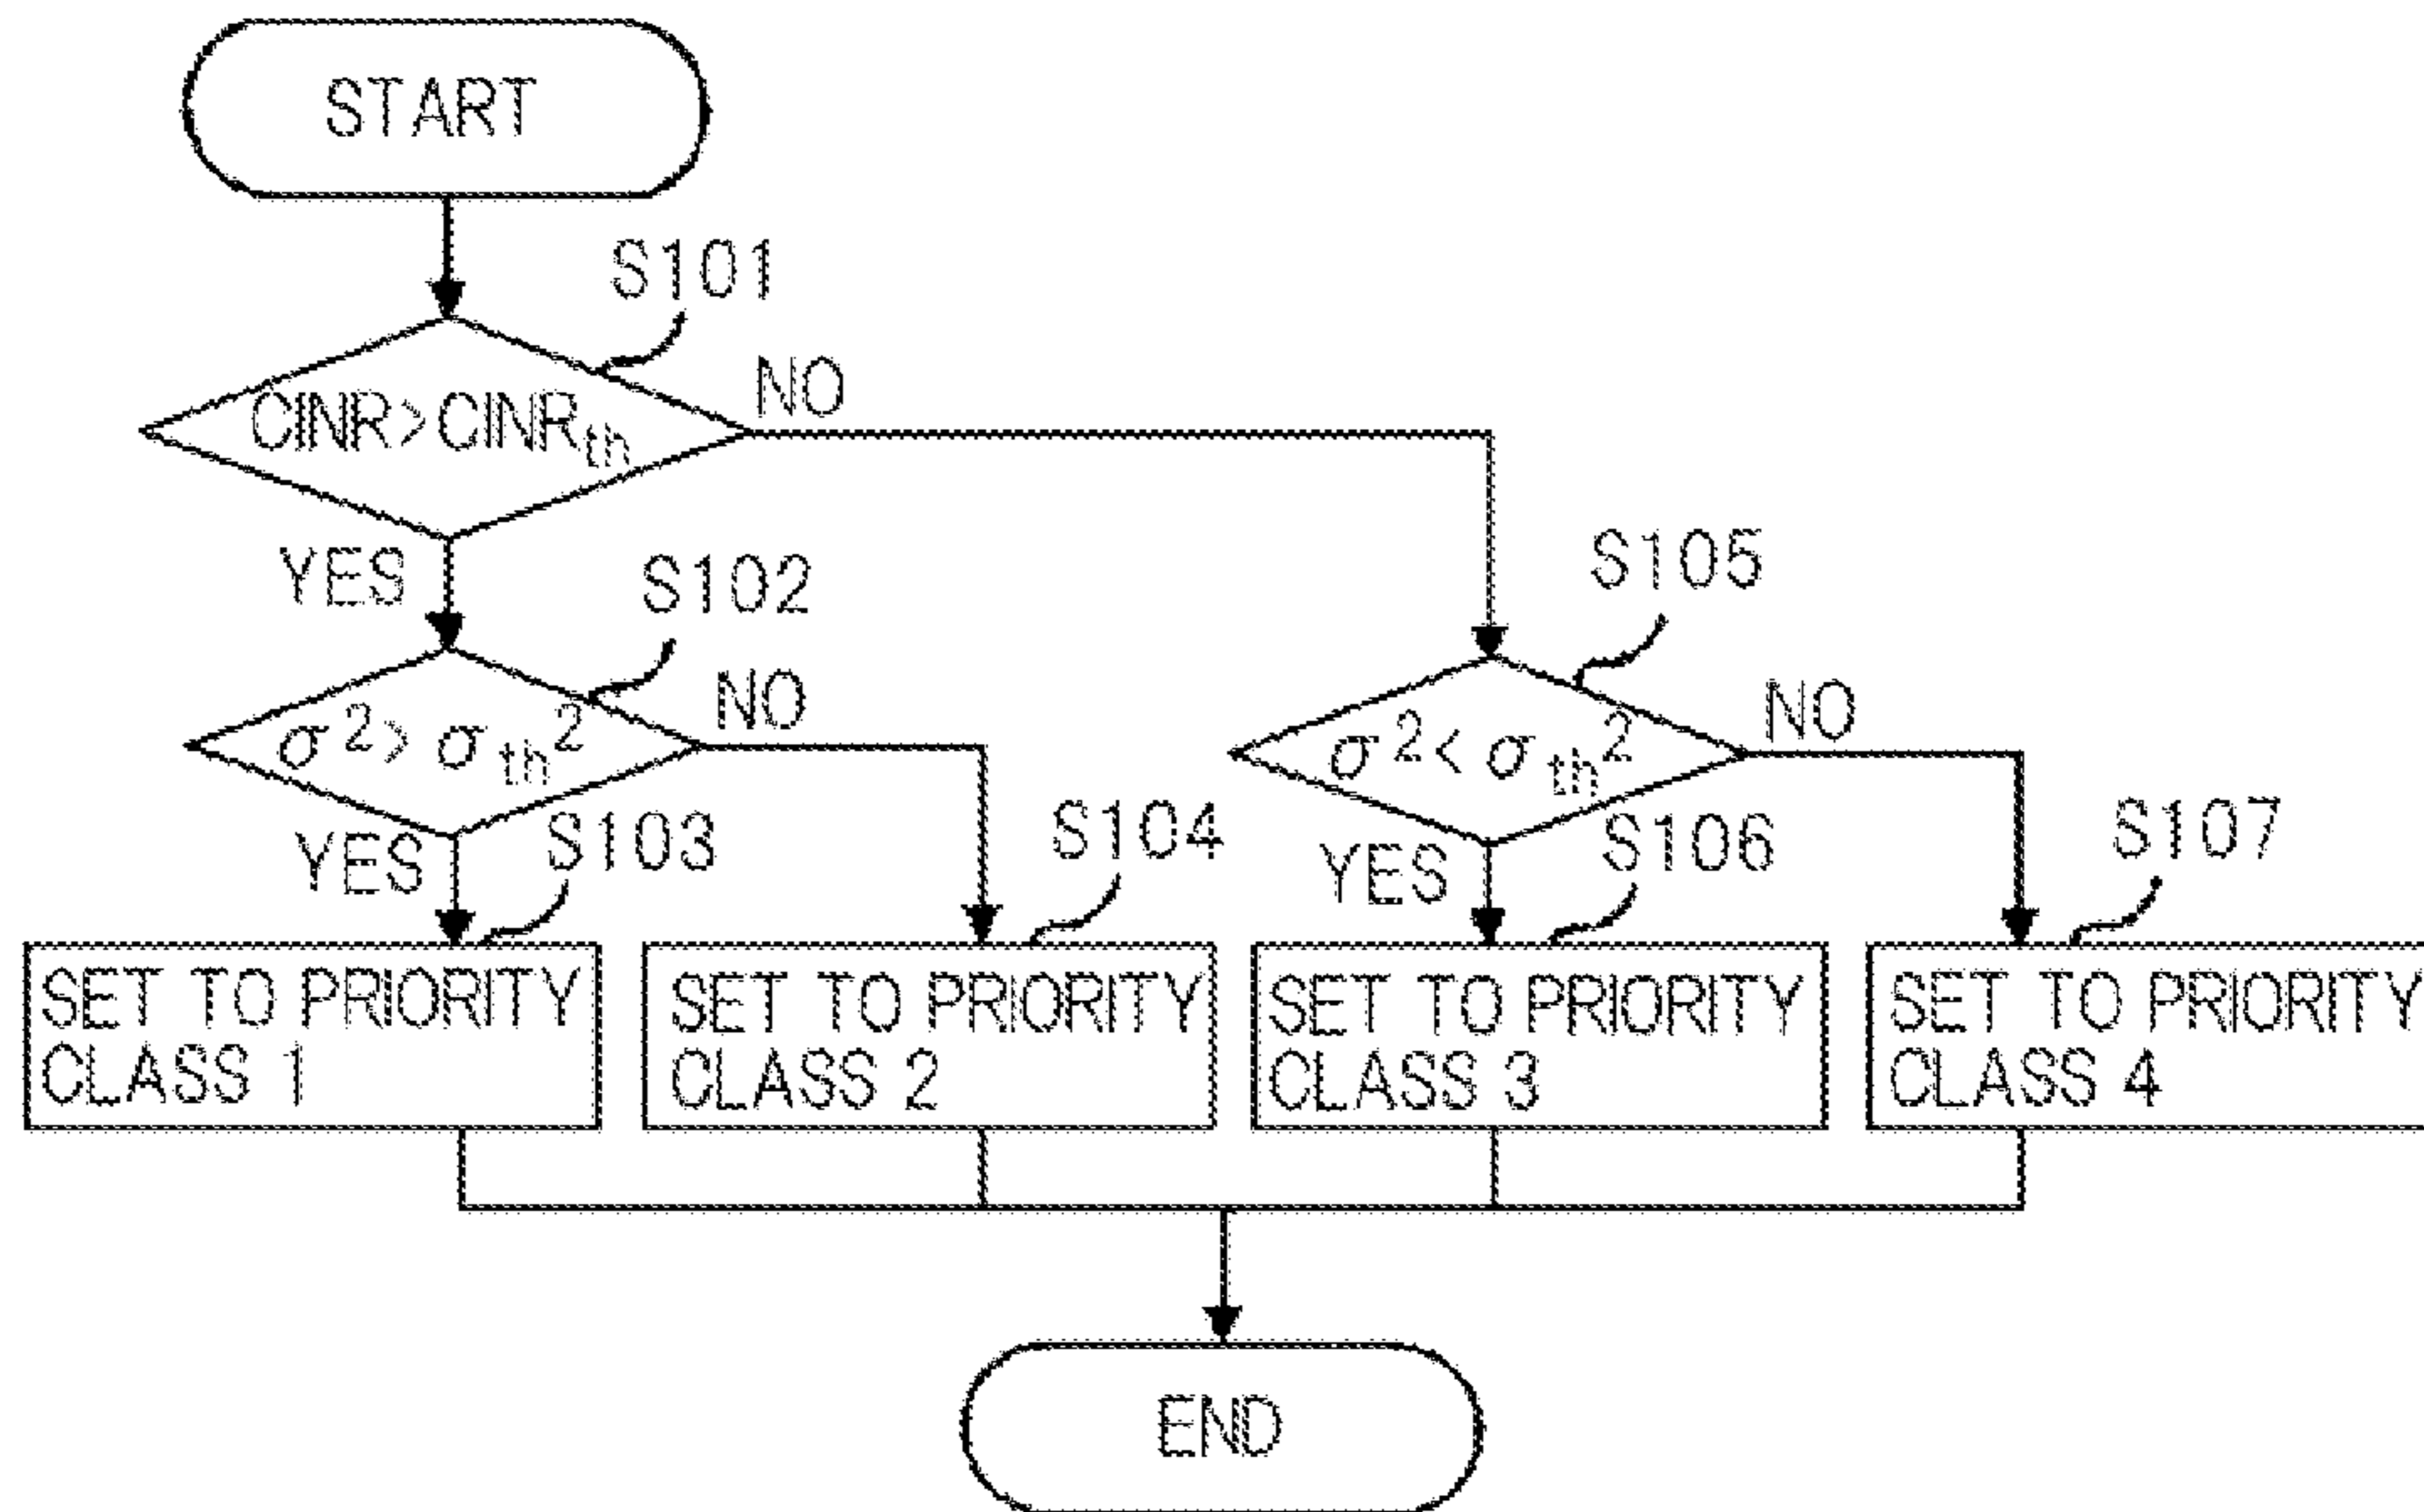 START
S101
CINR>CINRth
NO
YES
S102
S105
σ²> σth²
NO
σ²< σth²
NO
YES
S103
S104
YES
S106
S107
SET TO PRIORITY
CLASS 1
SET TO PRIORITY
CLASS 2
SET TO PRIORITY
CLASS 3
SET TO PRIORITY
CLASS 4
END